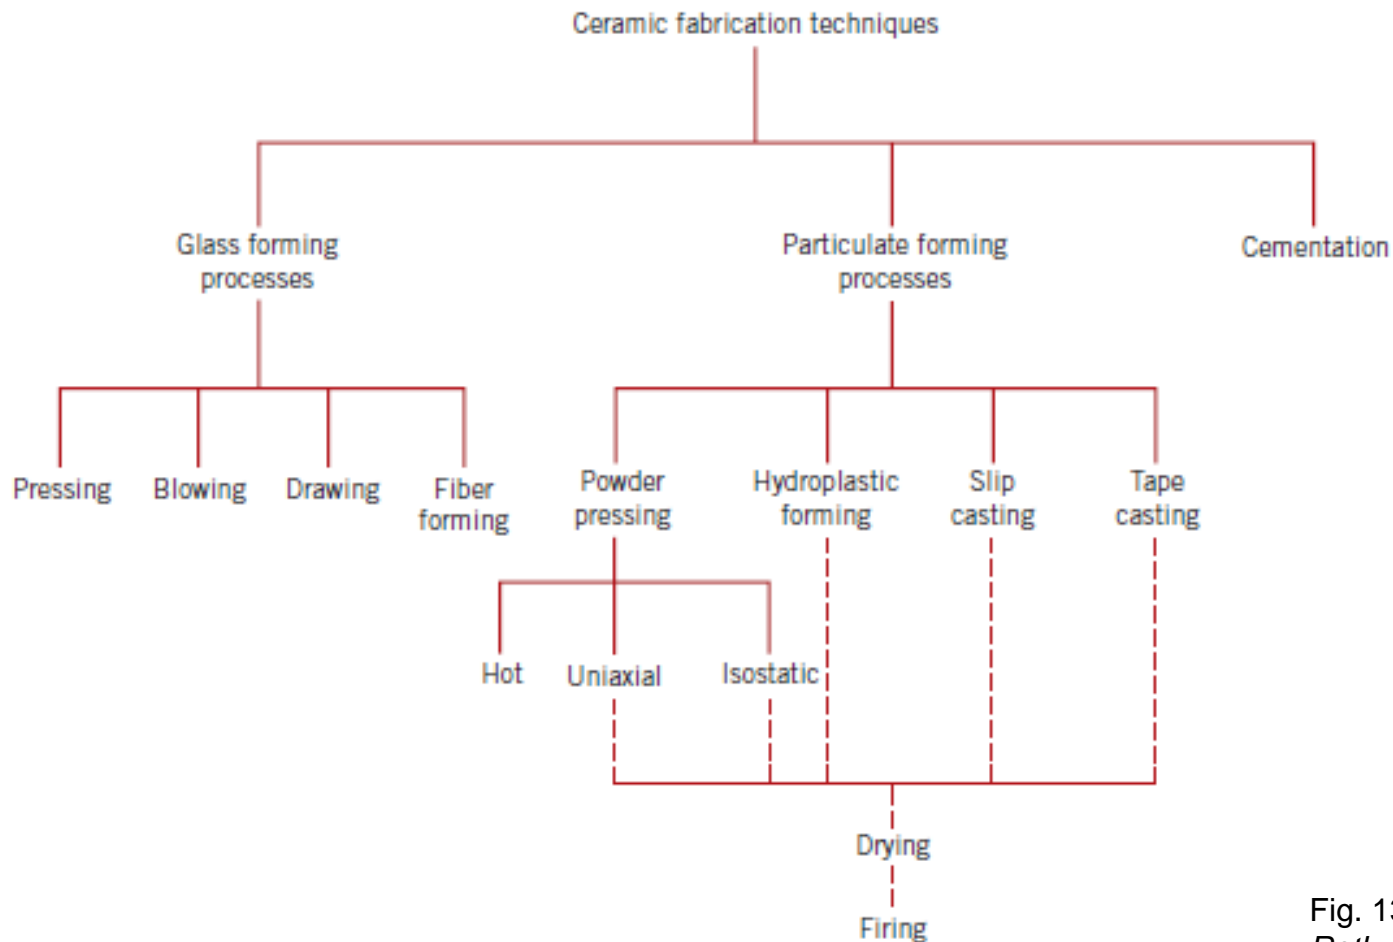 Ceramic fabrication techniques
Glass forming
processes
Particulate forming
processes
Cementation
Pressing
Blowing
Drawing
Fiber
forming
Powder
pressing
Hydroplastic
forming
Slip
casting
Tape
casting
Hot
Uniaxial
Isostatic
Drying
Firing
Fig.